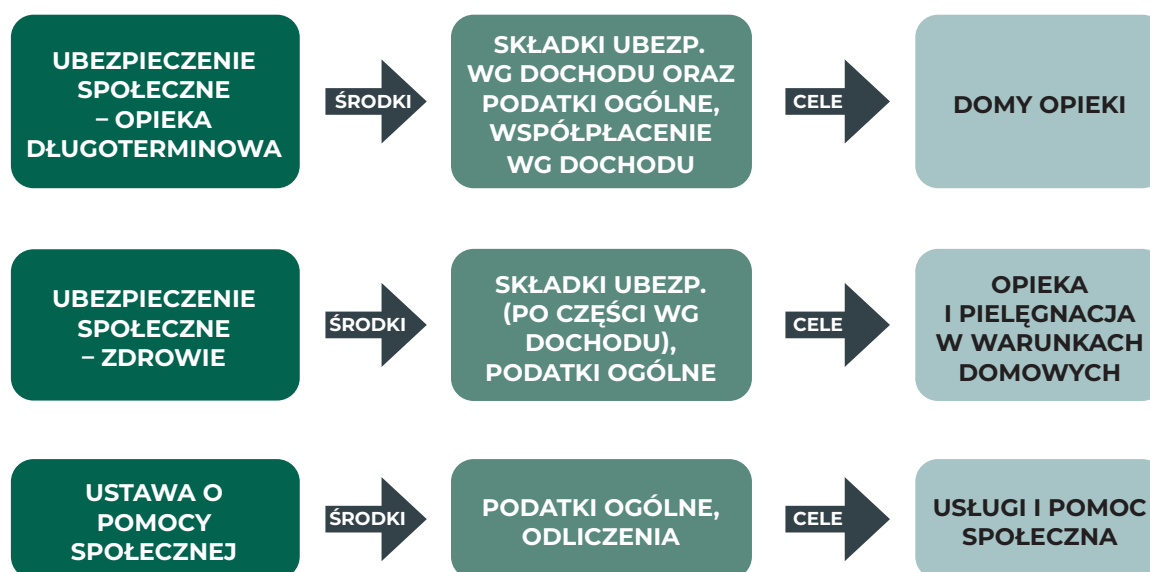 UBEZPIECZENIE
SPOŁECZNE
– OPIEKA
DŁUGOTERMINOWA
ŚRODKI
SKŁADKI UBEZP.
WG DOCHODU ORAZ
PODATKI OGÓLNE,
WSPÓŁPŁACENIE
WG DOCHODU
CELE
DOMY OPIEKI
UBEZPIECZENIE
SPOŁECZNE
– ZDROWIE
ŚRODKI
SKŁADKI UBEZP.
(PO CZĘŚCI WG
DOCHODU),
PODATKI OGÓLNE
CELE
OPIEKA
I PIELĘGNACJA
W WARUNKACH
DOMOWYCH
USTAWA O
POMOCY
SPOŁECZNEJ
ŚRODKI
PODATKI OGÓLNE,
ODLICZENIA
CELE
USŁUGI I POMOC
SPOŁECZNA